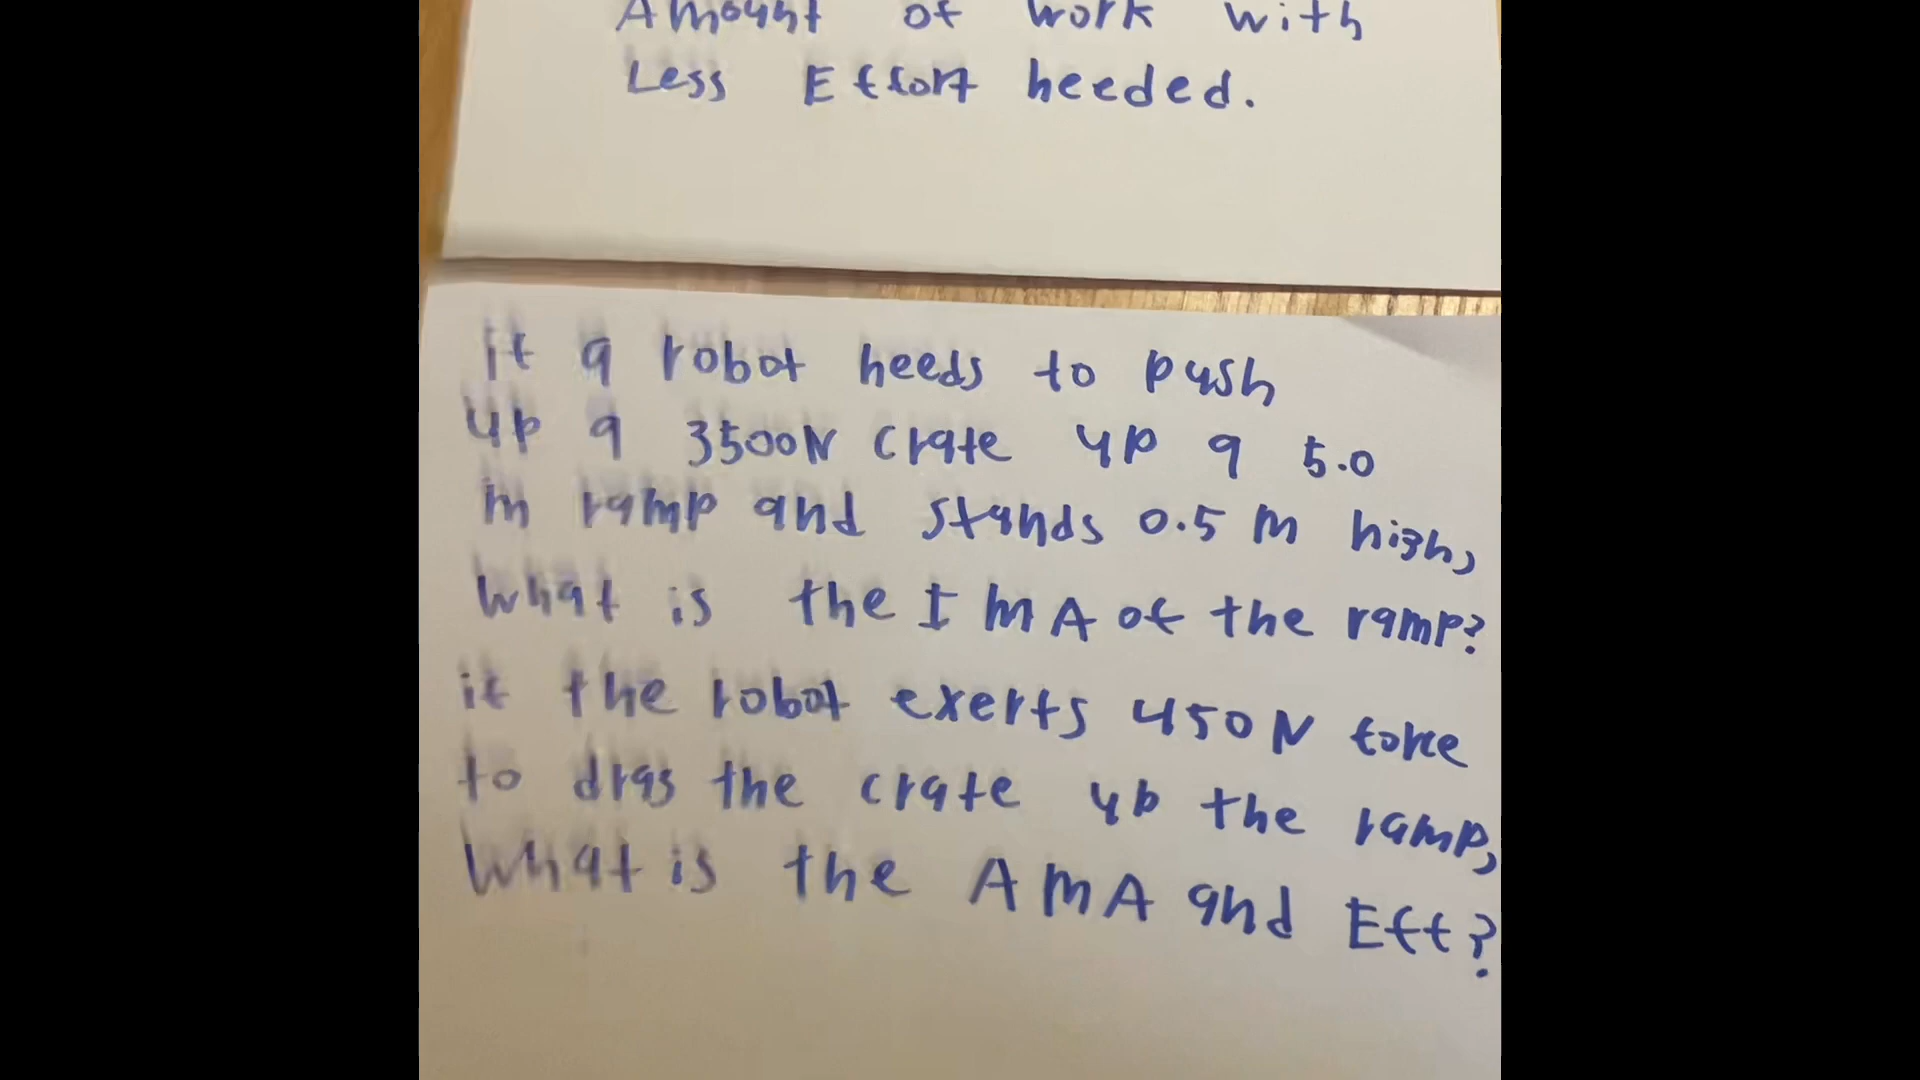 Amount of work with
Less Effort needed.
if a robot needs to push
up a 3500N crate up a 5.0
m ramp and stands 0.5 m high,
what is the IMA of the ramp?
if the robot exerts 450N force
to drag the crate up the ramp,
what is the AMA and Eff?